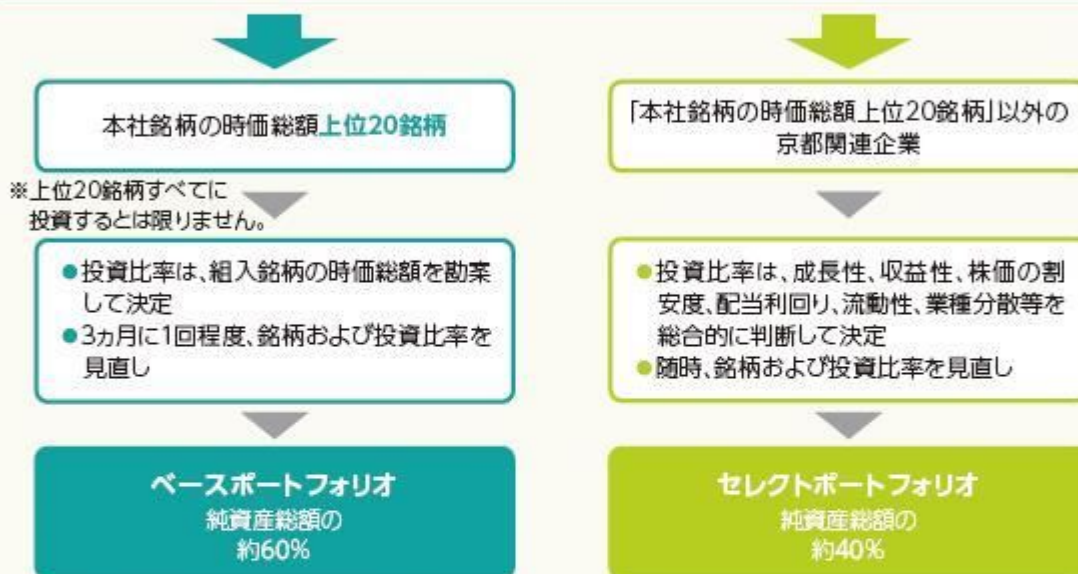 本社銘柄の時価総額上位20銘柄
※上位20銘柄すべてに
投資するとは限りません。
●投資比率は、組入銘柄の時価総額を勘案
して決定
●3ヵ月に1回程度、銘柄および投資比率を
見直し
ベースポートフォリオ
純資産総額の
約60%
「本社銘柄の時価総額上位20銘柄」以外の
京都関連企業
●投資比率は、成長性、収益性、株価の割
安度、配当利回り、流動性、業種分散等を
総合的に判断して決定
●随時、銘柄および投資比率を見直し
セレクトポートフォリオ
純資産総額の
約40%